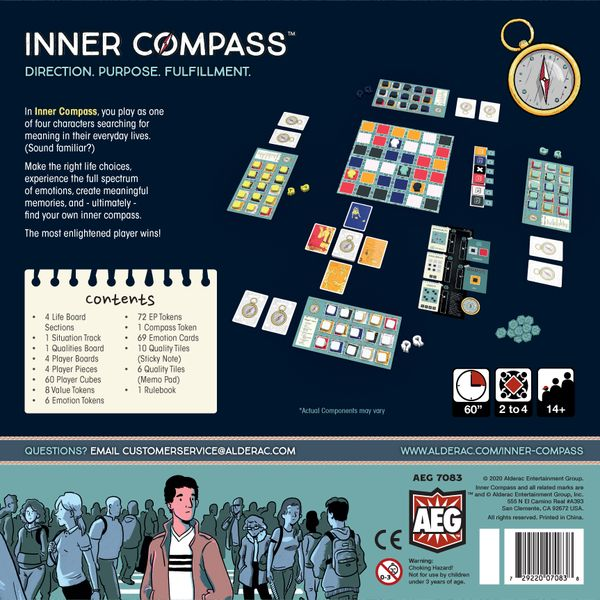 INNER COMPASS™
DIRECTION. PURPOSE. FULFILLMENT.
In Inner Compass, you play as one
of four characters searching for
meaning in their everyday lives.
(Sound familiar?)
Make the right life choices,
experience the full spectrum
of emotions, create meaningful
memories, and - ultimately -
find your own inner compass.
The most enlightened player wins!
contents
• 4 Life Board
Sections
• 1 Situation Track
• 1 Qualities Board
• 4 Player Boards
• 4 Player Pieces
• 60 Player Cubes
• 8 Value Tokens
• 6 Emotion Tokens
• 72 EP Tokens
• 1 Compass Token
• 69 Emotion Cards
• 10 Quality Tiles
(Sticky Note)
• 6 Quality Tiles
(Memo Pad)
• 1 Rulebook
*Actual Components may vary
60"
2 to 4
14+
QUESTIONS? EMAIL CUSTOMERSERVICE@ALDERAC.COM
WWW.ALDERAC.COM/INNER-COMPASS
AEG 7083
AEG™
CE
0-3
Warning:
Choking Hazard!
Not for use by children
under 3 years of age.
© 2020 Alderac Entertainment Group.
Inner Compass and all related marks are
™ and © Alderac Entertainment Group, Inc.
555 N El Camino Real #A393
San Clemente, CA 92672 USA.
All rights reserved. Printed in China.
7 29220 07083 8